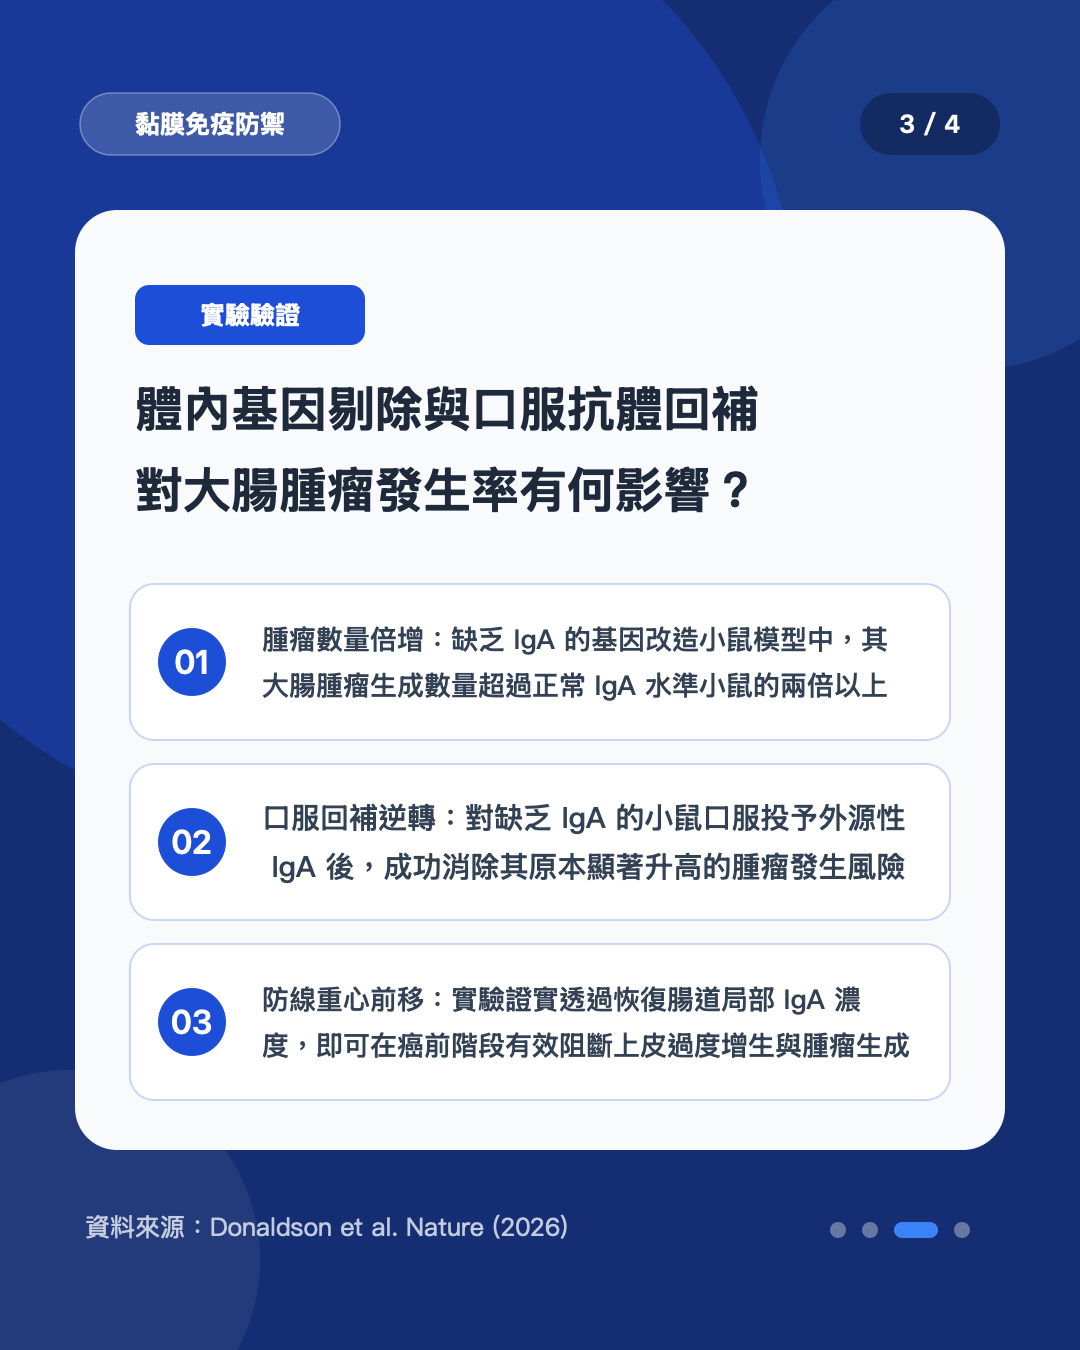 黏膜免疫防禦
3 / 4
實驗驗證
體內基因剔除與口服抗體回補
對大腸腫瘤發生率有何影響？
01
腫瘤數量倍增：缺乏 IgA 的基因改造小鼠模型中，其
大腸腫瘤生成數量超過正常 IgA 水準小鼠的兩倍以上
02
口服回補逆轉：對缺乏 IgA 的小鼠口服投予外源性
IgA 後，成功消除其原本顯著升高的腫瘤發生風險
03
防線重心前移：實驗證實透過恢復腸道局部 IgA 濃
度，即可在癌前階段有效阻斷上皮過度增生與腫瘤生成
資料來源：Donaldson et al. Nature (2026)